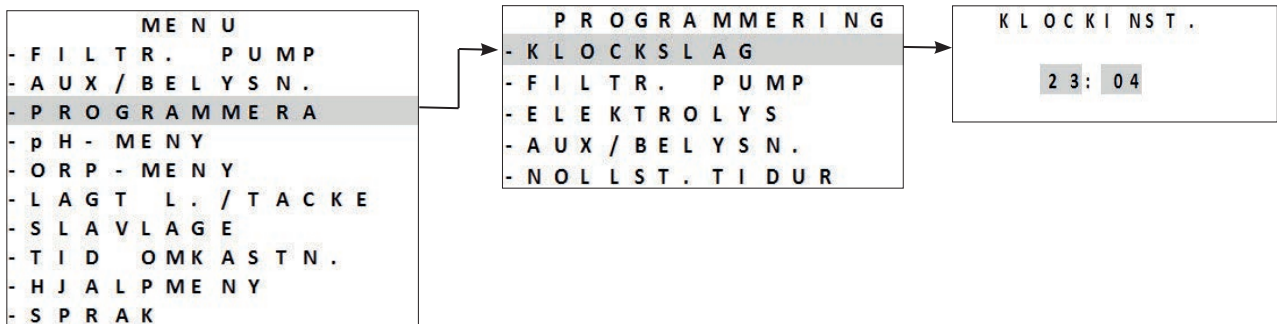 MENU
- FILTR. PUMP
- AUX/BELYSN.
- PROGRAMMERA
- pH- MENY
- ORP- MENY
- LAGT L./TACKE
- SLAVLAGE
- TID OMKASTN.
- HJALPMENY
- SPRAK
PROGRAMMERING
- KLOCKSLAG
- FILTR. PUMP
- ELEKTROLYS
- AUX/BELYSN.
- NOLLST. TIDUR
KLOCKINST.
23: 04